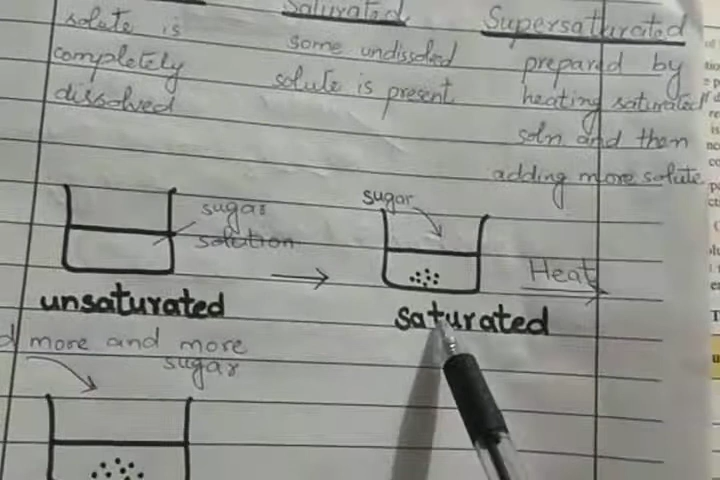 Saturated
Supersaturated
solute is
completely
dissolved
some undissolved
solute is present
prepared by
heating saturated
soln and then
adding more solute
sugar
solution
sugar
Heat
unsaturated
saturated
more and more
sugar